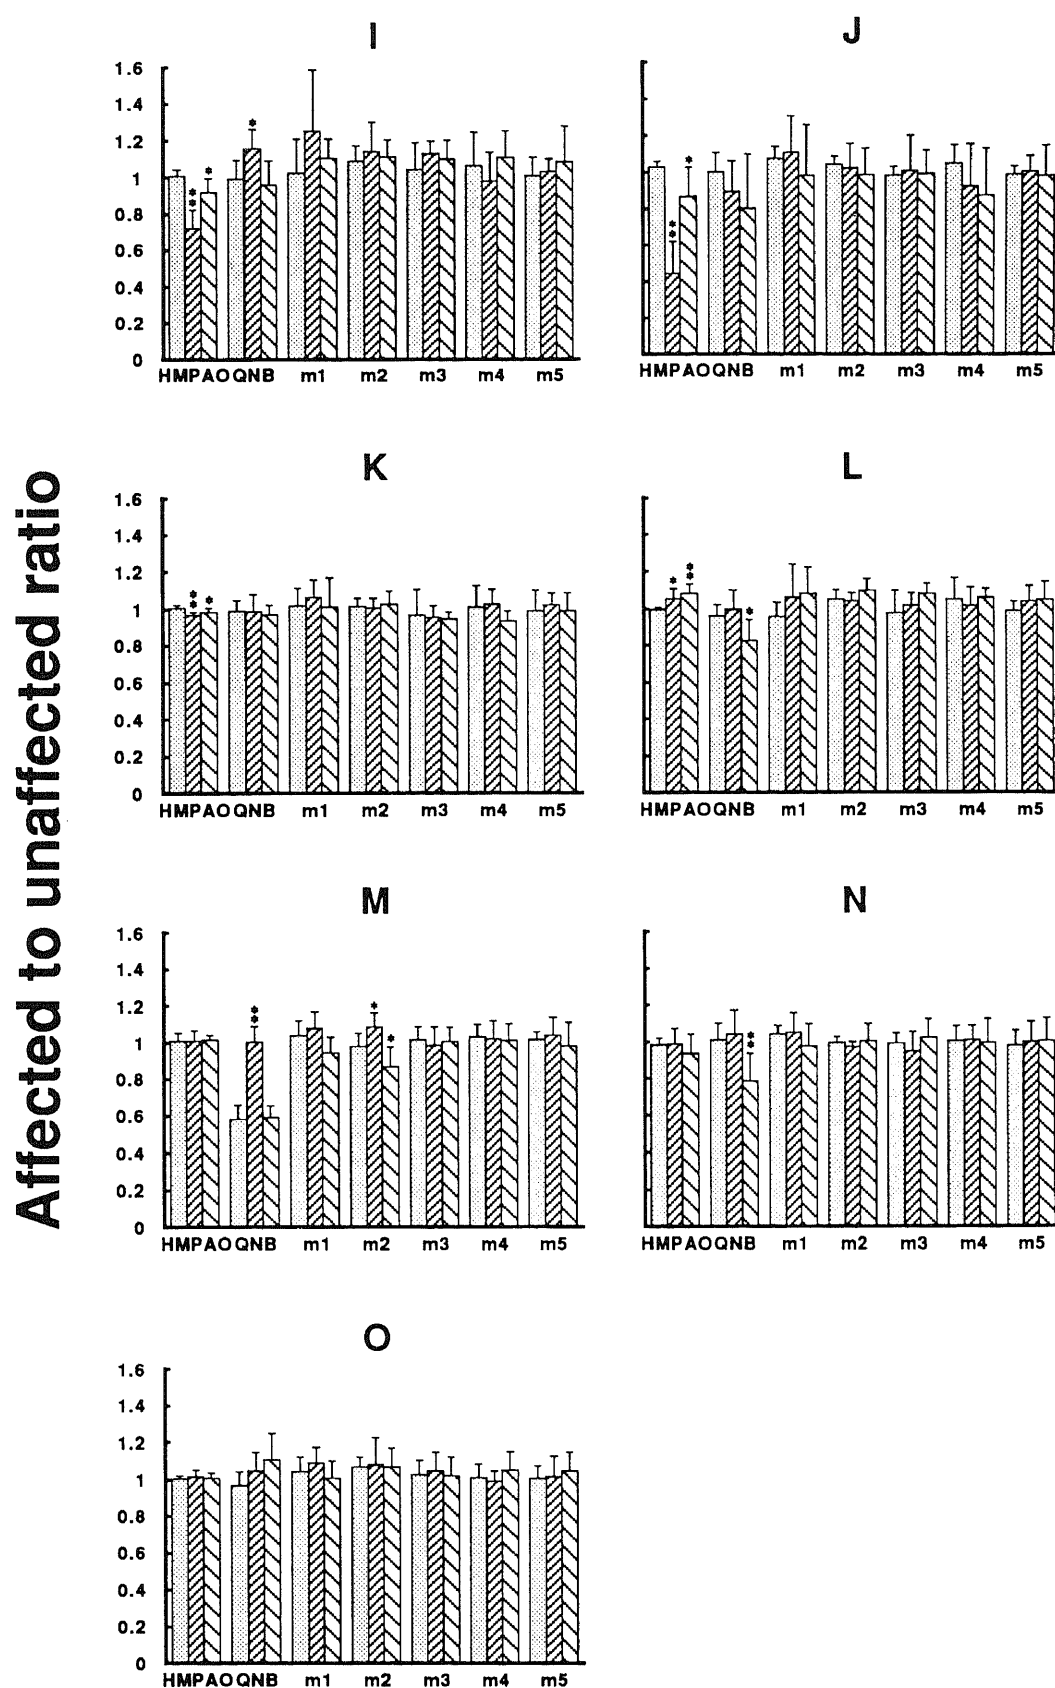 Affected to unaffected ratio
I
1.6
1.4
1.2
1
0.8
0.6
0.4
0.2
0
* * * * *
HMPAO QNB m1 m2 m3 m4 m5
J
* * *
HMPAO QNB m1 m2 m3 m4 m5
K
1.6
1.4
1.2
1
0.8
0.6
0.4
0.2
0
* * *
HMPAO QNB m1 m2 m3 m4 m5
L
* * * *
HMPAO QNB m1 m2 m3 m4 m5
M
1.6
1.4
1.2
1
0.8
0.6
0.4
0.2
0
* * * *
HMPAO QNB m1 m2 m3 m4 m5
N
* *
HMPAO QNB m1 m2 m3 m4 m5
O
1.6
1.4
1.2
1
0.8
0.6
0.4
0.2
0
HMPAO QNB m1 m2 m3 m4 m5